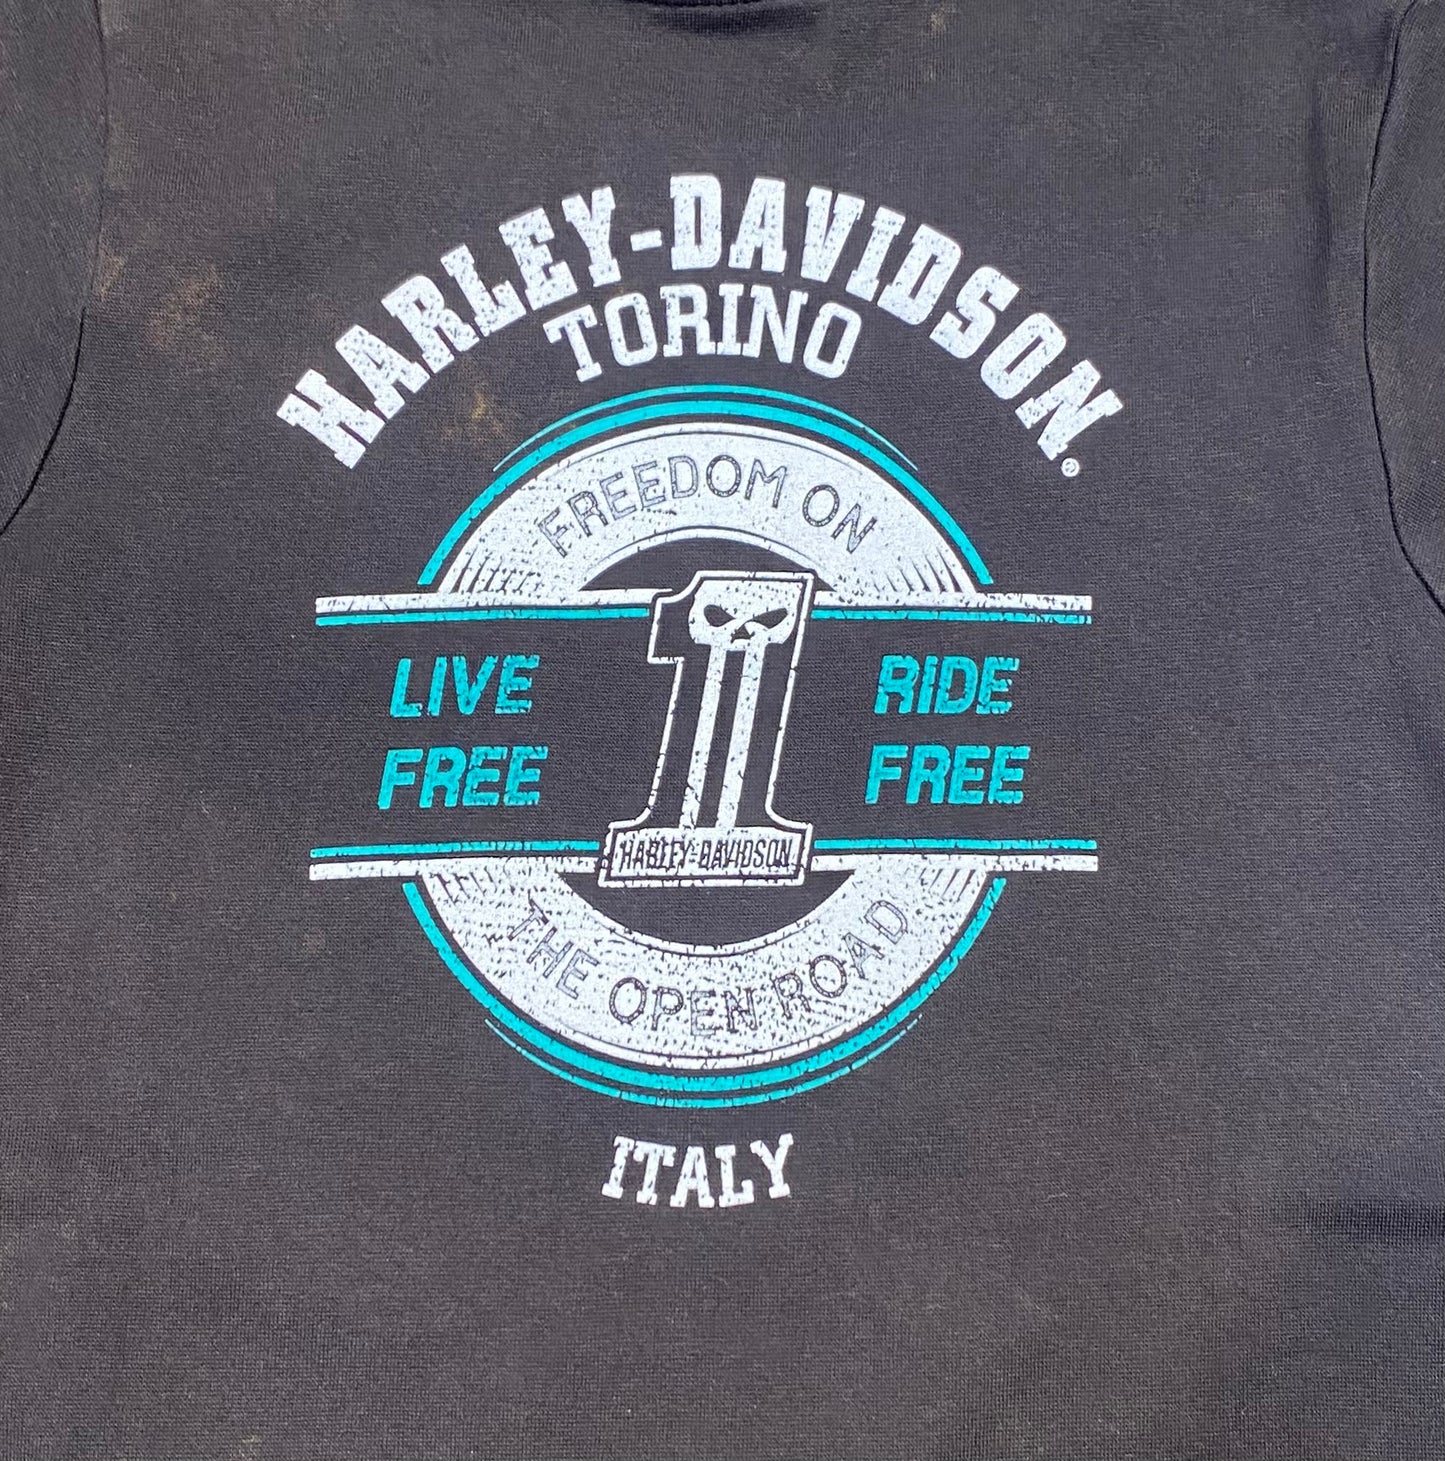 HARLEY-DAVIDSON®
TORINO
FREEDOM ON
LIVE
FREE
1
RIDE
FREE
HARLEY-DAVIDSON
THE OPEN ROAD
ITALY